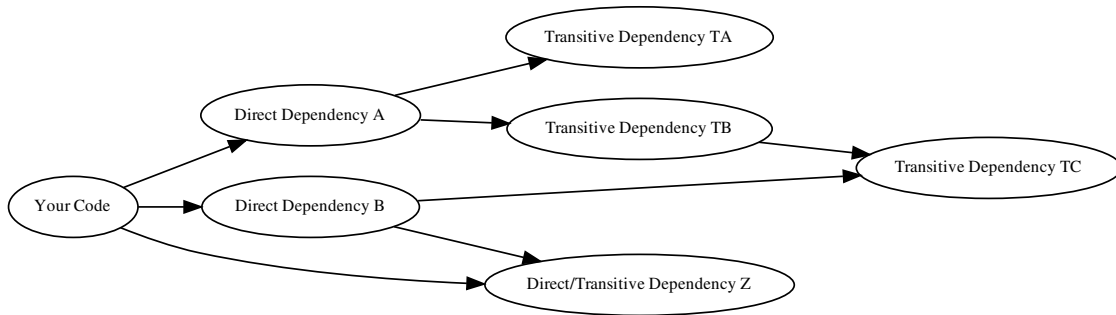 Transitive Dependency TA
Direct Dependency A
Transitive Dependency TB
Transitive Dependency TC
Your Code
Direct Dependency B
Direct/Transitive Dependency Z